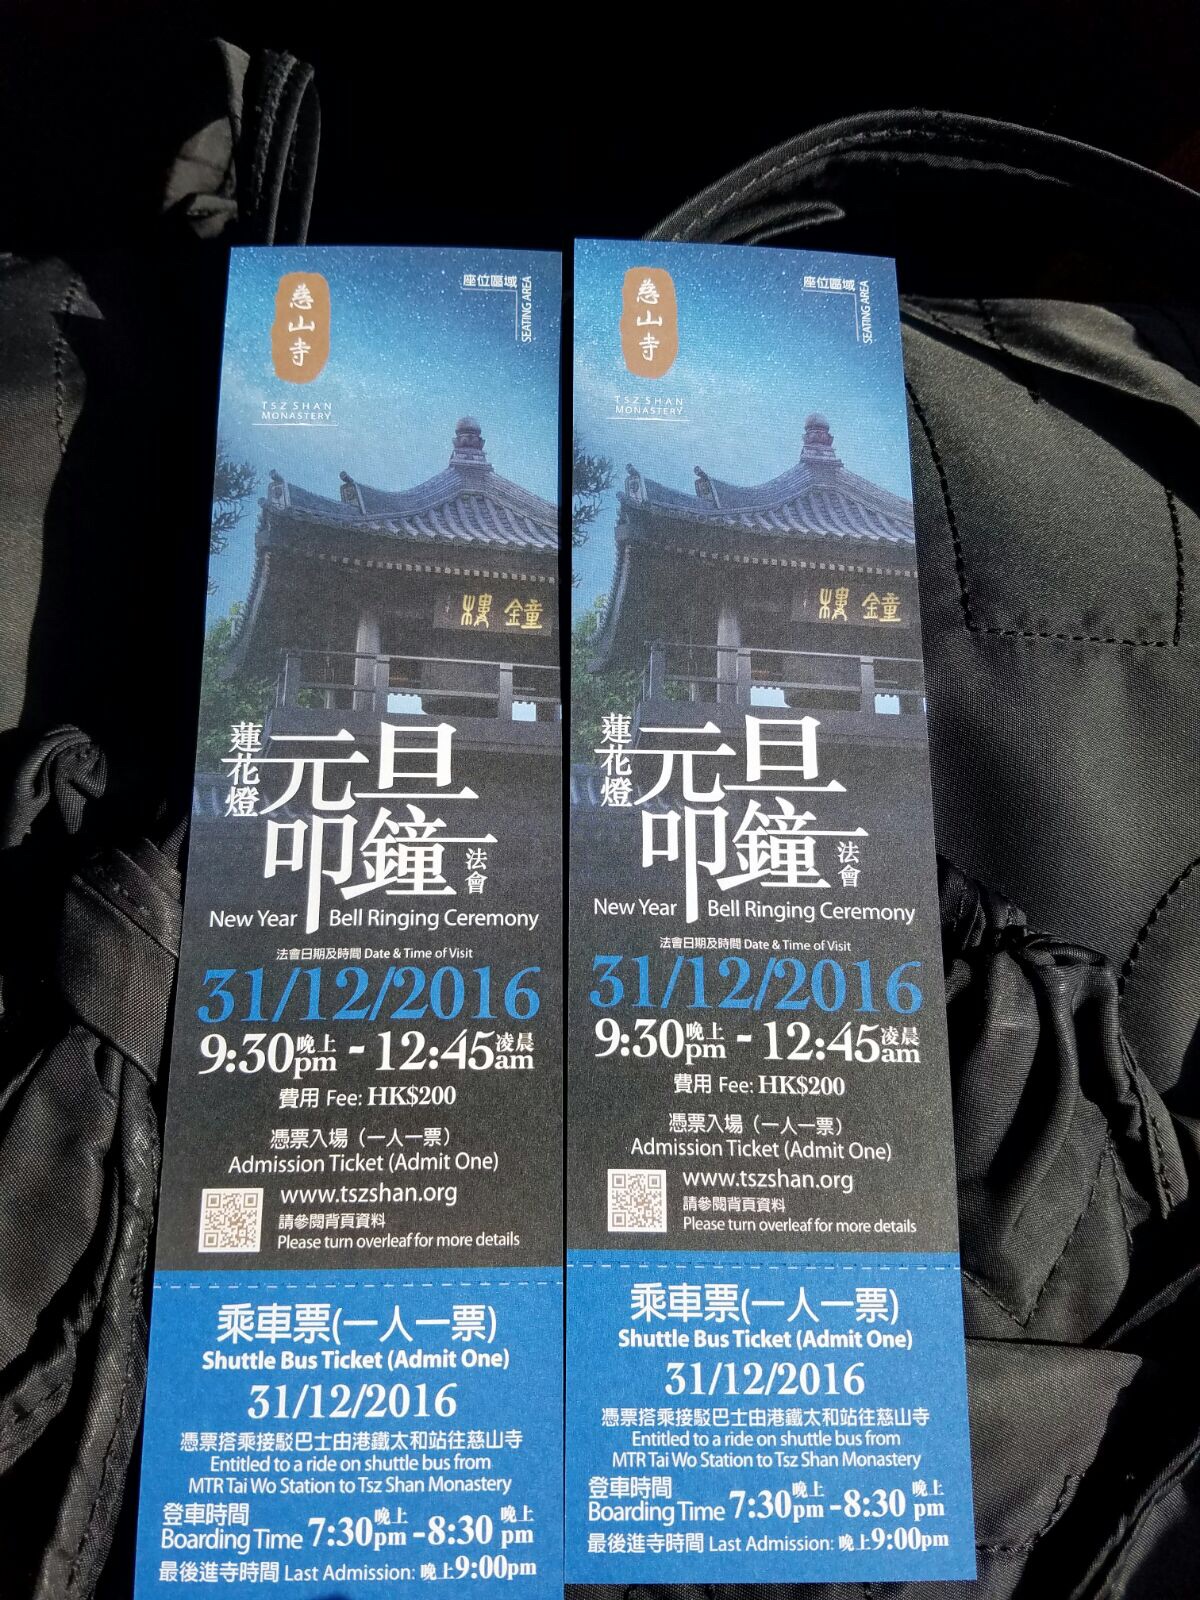 慈山寺
TSZ SHAN
MONASTERY
座位區域
SEATING AREA
鐘樓
蓮花燈
元旦
叩鐘
法會
New Year Bell Ringing Ceremony
法會日期及時間 Date & Time of Visit
31/12/2016
9:30晚上pm - 12:45凌晨am
費用 Fee: HK$200
憑票入場（一人一票）
Admission Ticket (Admit One)
www.tszshan.org
請參閱背頁資料
Please turn overleaf for more details
乘車票(一人一票)
Shuttle Bus Ticket (Admit One)
31/12/2016
憑票搭乘接駁巴士由港鐵太和站往慈山寺
Entitled to a ride on shuttle bus from
MTR Tai Wo Station to Tsz Shan Monastery
登車時間
Boarding Time 7:30晚上pm - 8:30晚上pm
最後進寺時間 Last Admission: 晚上9:00pm
慈山寺
TSZ SHAN
MONASTERY
座位區域
SEATING AREA
鐘樓
蓮花燈
元旦
叩鐘
法會
New Year Bell Ringing Ceremony
法會日期及時間 Date & Time of Visit
31/12/2016
9:30晚上pm - 12:45凌晨am
費用 Fee: HK$200
憑票入場（一人一票）
Admission Ticket (Admit One)
www.tszshan.org
請參閱背頁資料
Please turn overleaf for more details
乘車票(一人一票)
Shuttle Bus Ticket (Admit One)
31/12/2016
憑票搭乘接駁巴士由港鐵太和站往慈山寺
Entitled to a ride on shuttle bus from
MTR Tai Wo Station to Tsz Shan Monastery
登車時間
Boarding Time 7:30晚上pm - 8:30晚上pm
最後進寺時間 Last Admission: 晚上9:00pm